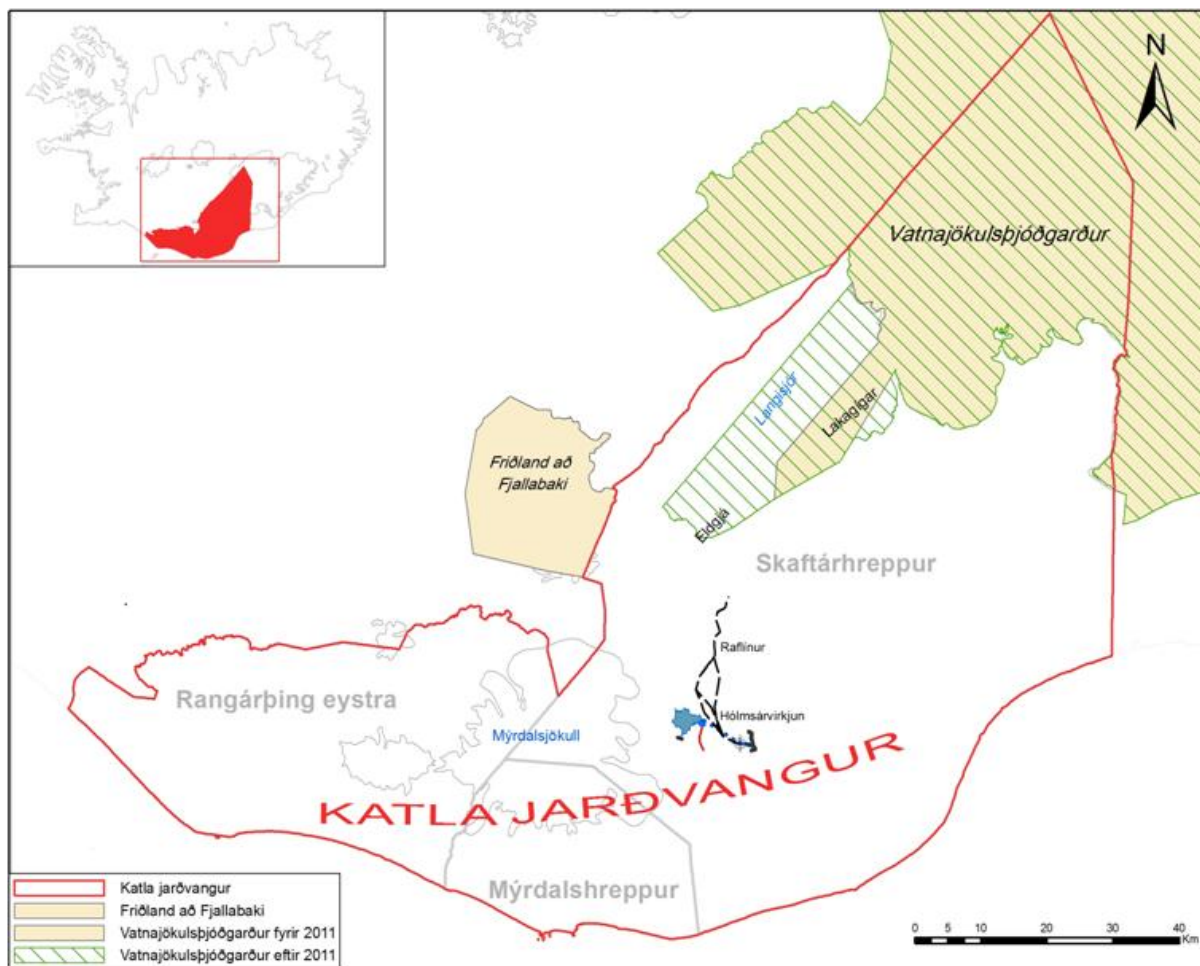 N
Vatnajökulsþjóðgarður
Langisjór
Lakagígar
Friðland að
Fjallabaki
Eldgjá
Skaftárhreppur
Raflínur
Rangárþing eystra
Hólmsárvirkjun
Mýrdalsjökull
KATLA JARÐVANGUR
Mýrdalshreppur
Katla jarðvangur
Friðland að Fjallabaki
Vatnajökulsþjóðgarður fyrir 2011
Vatnajökulsþjóðgarður eftir 2011
0 5 10 20 30 40
Km